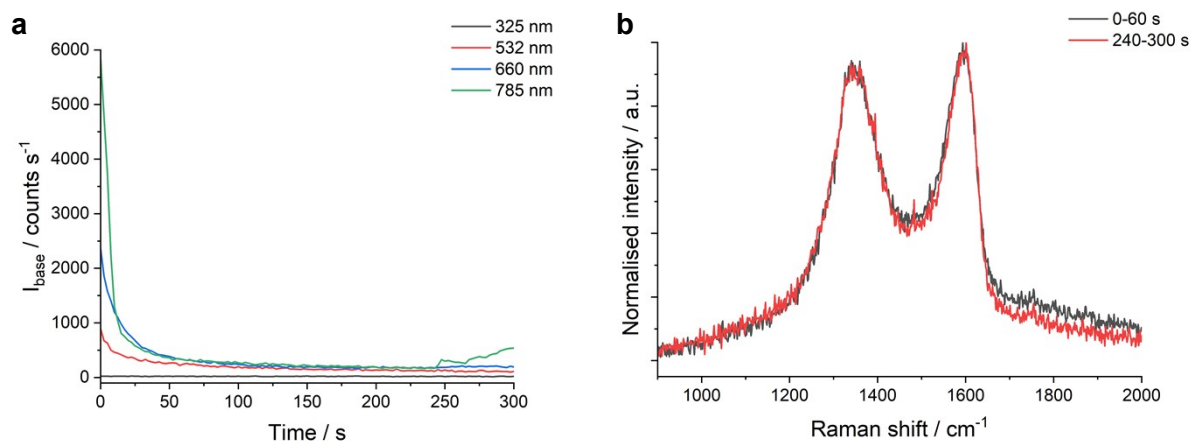 a
325 nm
532 nm
660 nm
785 nm
6000
5000
4000
3000
2000
1000
0
I_base / counts s⁻¹
0 50 100 150 200 250 300
Time / s
b
0-60 s
240-300 s
Normalised intensity / a.u.
1000 1200 1400 1600 1800 2000
Raman shift / cm⁻¹